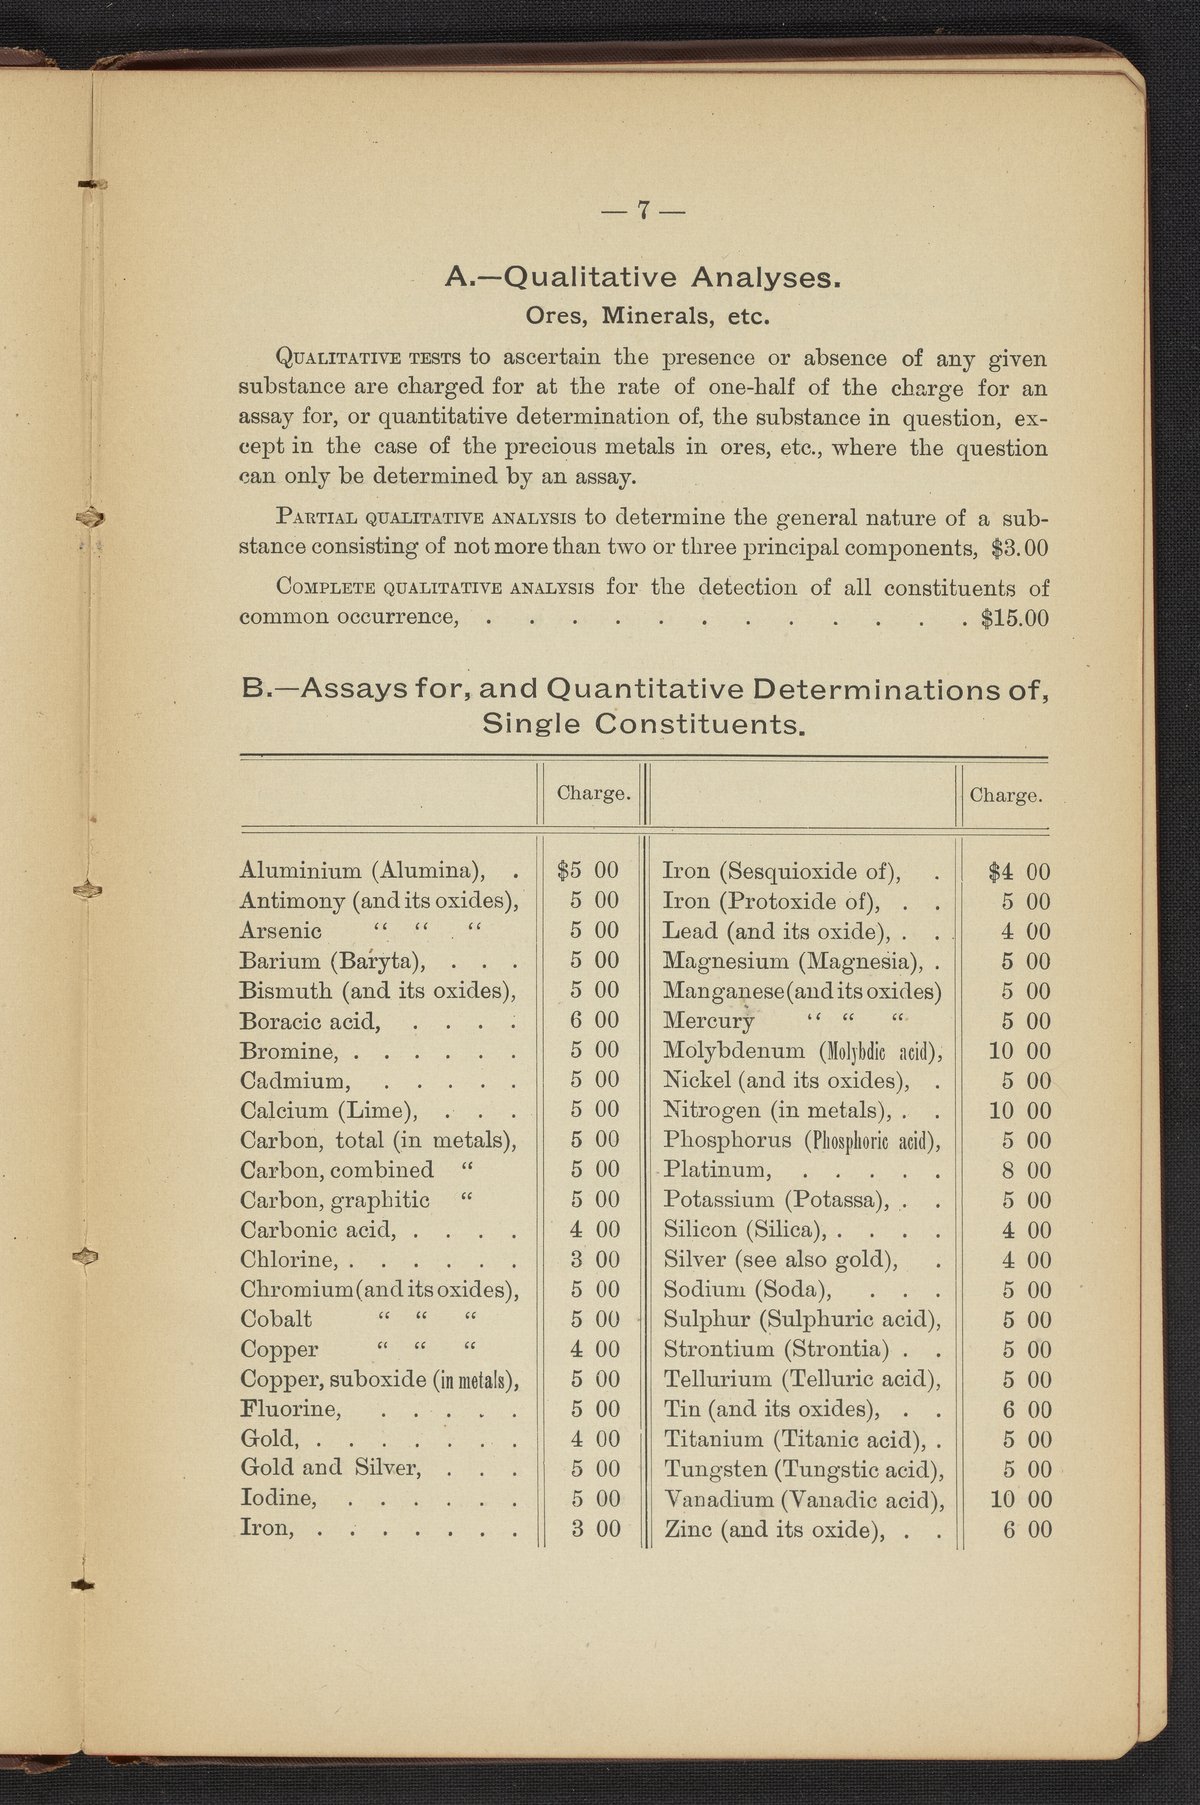 — 7 —
A.—Qualitative Analyses.
Ores, Minerals, etc.
QUALITATIVE TESTS to ascertain the presence or absence of any given
substance are charged for at the rate of one-half of the charge for an
assay for, or quantitative determination of, the substance in question, ex-
cept in the case of the precious metals in ores, etc., where the question
can only be determined by an assay.
PARTIAL QUALITATIVE ANALYSIS to determine the general nature of a sub-
stance consisting of not more than two or three principal components, $3.00
COMPLETE QUALITATIVE ANALYSIS for the detection of all constituents of
common occurrence, . . . . . . . . . . . . $15.00
B.—Assays for, and Quantitative Determinations of,
Single Constituents.
Charge.
Aluminium (Alumina), . $5 00
Antimony (and its oxides), 5 00
Arsenic “ “ “ 5 00
Barium (Baryta), . . . 5 00
Bismuth (and its oxides), 5 00
Boracic acid, . . . . 6 00
Bromine, . . . . . . 5 00
Cadmium, . . . . . 5 00
Calcium (Lime), . . . 5 00
Carbon, total (in metals), 5 00
Carbon, combined “ 5 00
Carbon, graphitic “ 5 00
Carbonic acid, . . . . 4 00
Chlorine, . . . . . . 3 00
Chromium (and its oxides), 5 00
Cobalt “ “ “ 5 00
Copper “ “ “ 4 00
Copper, suboxide (in metals), 5 00
Fluorine, . . . . . 5 00
Gold, . . . . . . . 4 00
Gold and Silver, . . . 5 00
Iodine, . . . . . . 5 00
Iron, . . . . . . . 3 00
Charge.
Iron (Sesquioxide of), . $4 00
Iron (Protoxide of), . . 5 00
Lead (and its oxide), . . 4 00
Magnesium (Magnesia), . 5 00
Manganese (and its oxides) 5 00
Mercury “ “ “ 5 00
Molybdenum (Molybdic acid), 10 00
Nickel (and its oxides), . 5 00
Nitrogen (in metals), . . 10 00
Phosphorus (Phosphoric acid), 5 00
Platinum, . . . . . 8 00
Potassium (Potassa), . . 5 00
Silicon (Silica), . . . . 4 00
Silver (see also gold), . 4 00
Sodium (Soda), . . . 5 00
Sulphur (Sulphuric acid), 5 00
Strontium (Strontia) . . 5 00
Tellurium (Telluric acid), 5 00
Tin (and its oxides), . . 6 00
Titanium (Titanic acid), . 5 00
Tungsten (Tungstic acid), 5 00
Vanadium (Vanadic acid), 10 00
Zinc (and its oxide), . . 6 00